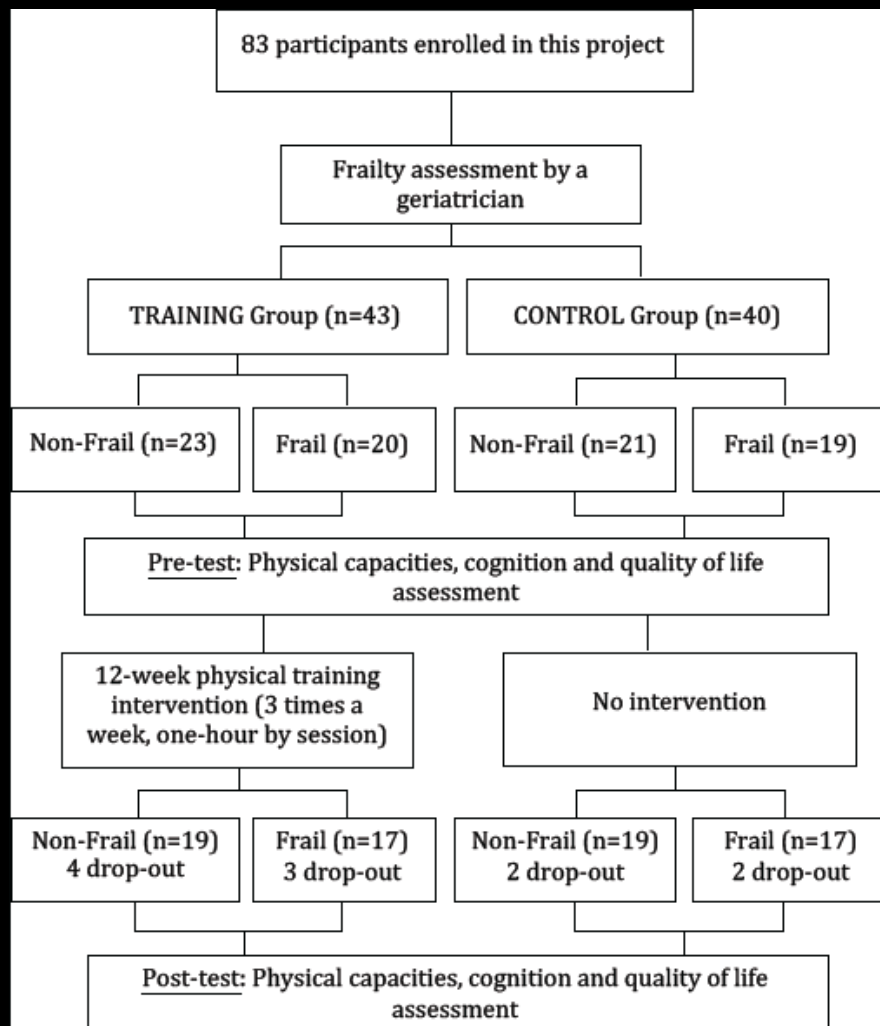 83 participants enrolled in this project
Frailty assessment by a
geriatrician
TRAINING Group (n=43)
CONTROL Group (n=40)
Non-Frail (n=23)
Frail (n=20)
Non-Frail (n=21)
Frail (n=19)
Pre-test: Physical capacities, cognition and quality of life
assessment
12-week physical training
intervention (3 times a
week, one-hour by session)
No intervention
Non-Frail (n=19)
4 drop-out
Frail (n=17)
3 drop-out
Non-Frail (n=19)
2 drop-out
Frail (n=17)
2 drop-out
Post-test: Physical capacities, cognition and quality of life
assessment